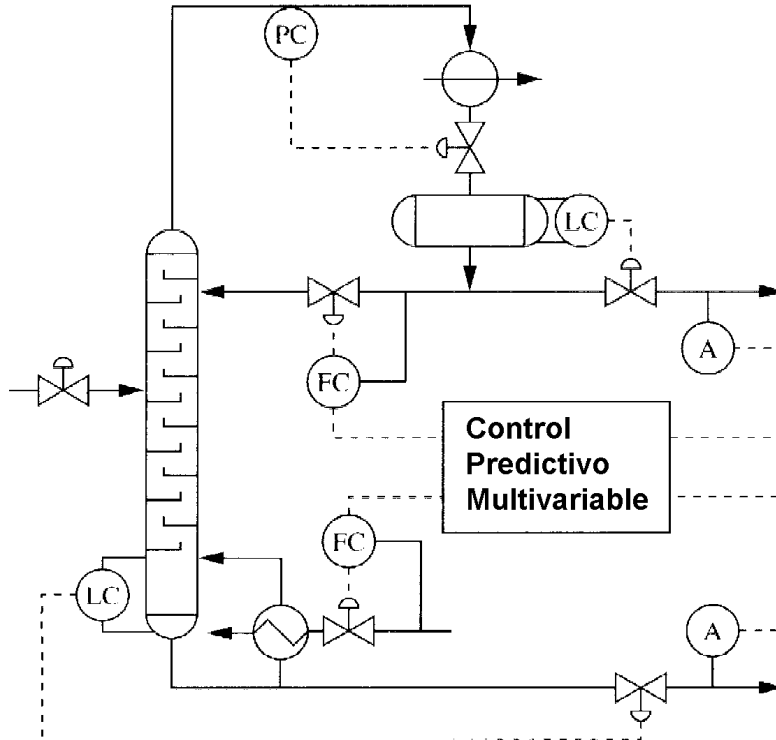 PC
LC
A
FC
Control
Predictivo
Multivariable
FC
LC
A